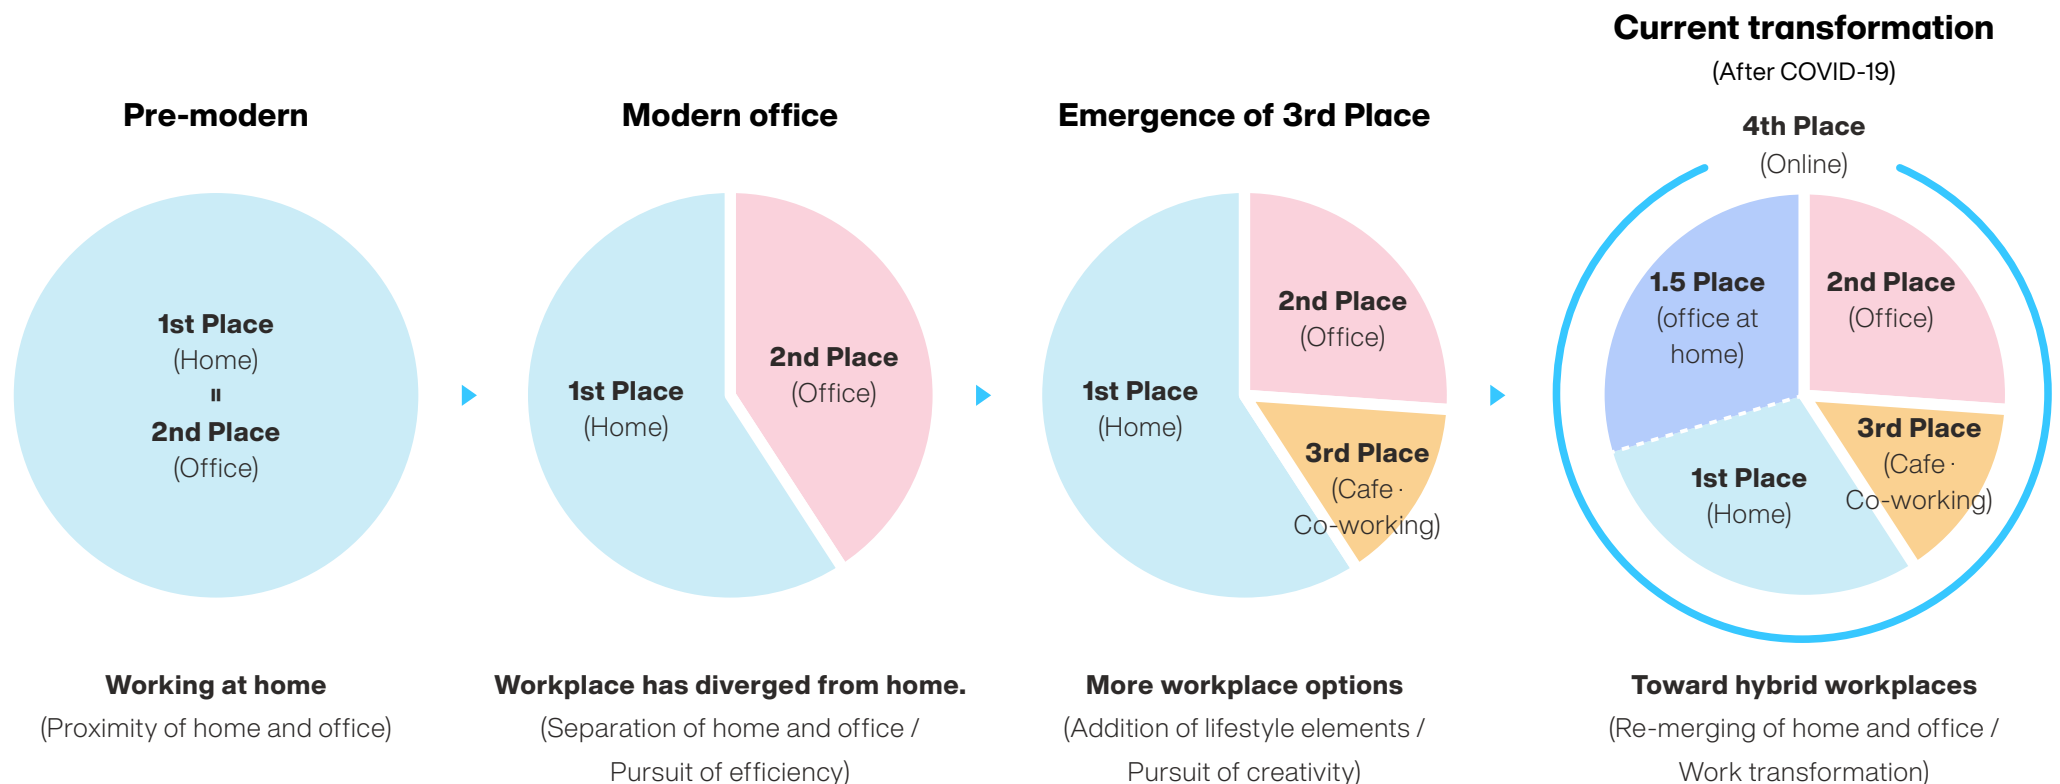 Pre-modern
1st Place
(Home)
=
2nd Place
(Office)
Working at home
(Proximity of home and office)
Modern office
1st Place
(Home)
2nd Place
(Office)
Workplace has diverged from home.
(Separation of home and office /
Pursuit of efficiency)
Emergence of 3rd Place
1st Place
(Home)
2nd Place
(Office)
3rd Place
(Cafe ·
Co-working)
More workplace options
(Addition of lifestyle elements /
Pursuit of creativity)
Current transformation
(After COVID-19)
4th Place
(Online)
1.5 Place
(office at
home)
2nd Place
(Office)
3rd Place
(Cafe ·
Co-working)
1st Place
(Home)
Toward hybrid workplaces
(Re-merging of home and office /
Work transformation)